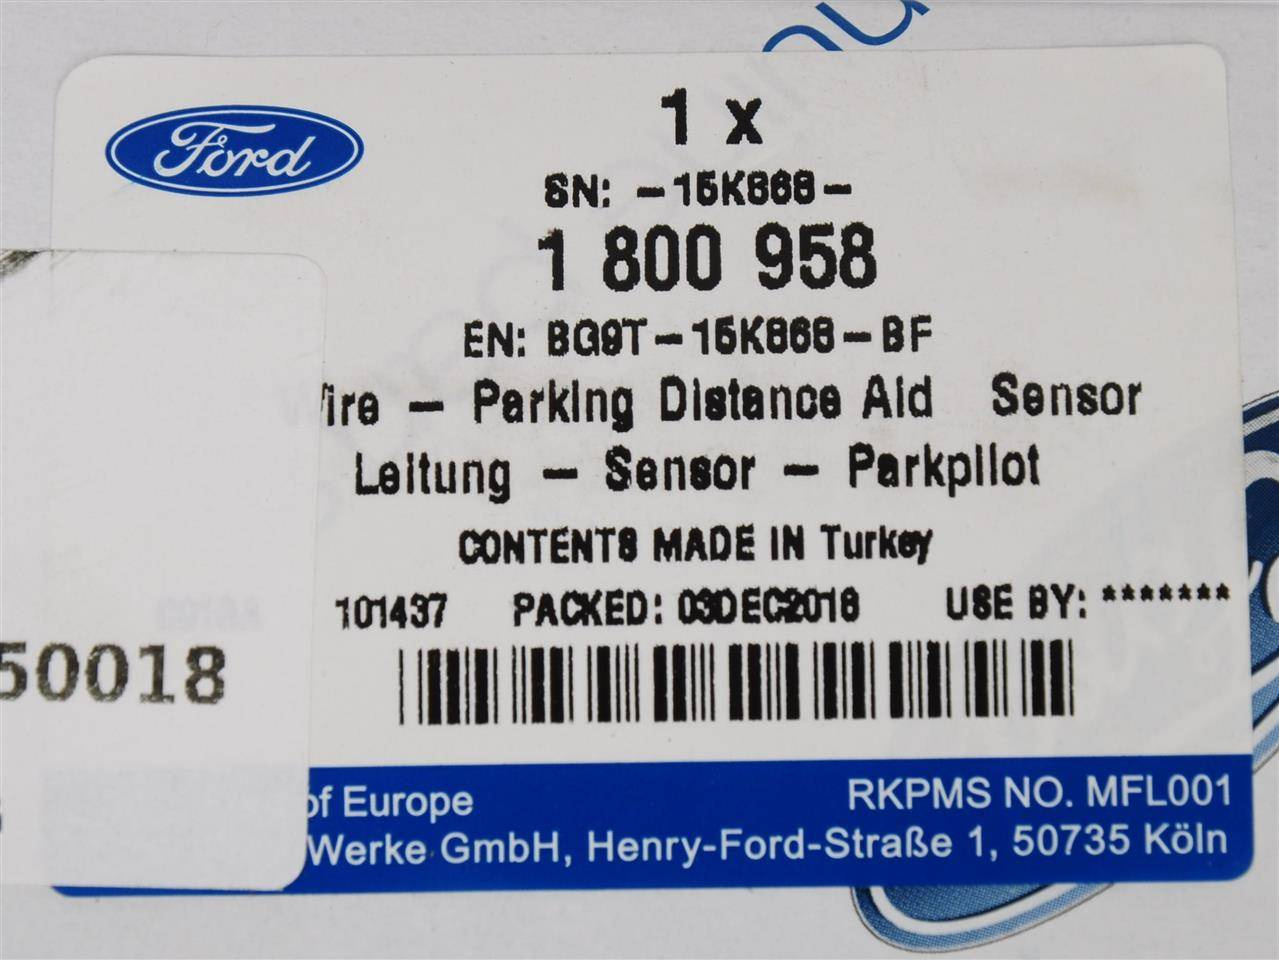 Ford
1 x
SN: -15K868-
1 800 958
EN: BG9T-15K868-BF
ire - Parking Distance Aid Sensor
Leitung - Sensor - Parkpilot
CONTENTS MADE IN Turkey
101437 PACKED: 03DEC2018 USE BY: *******
50018
of Europe
RKPMS NO. MFL001
Werke GmbH, Henry-Ford-Straße 1, 50735 Köln